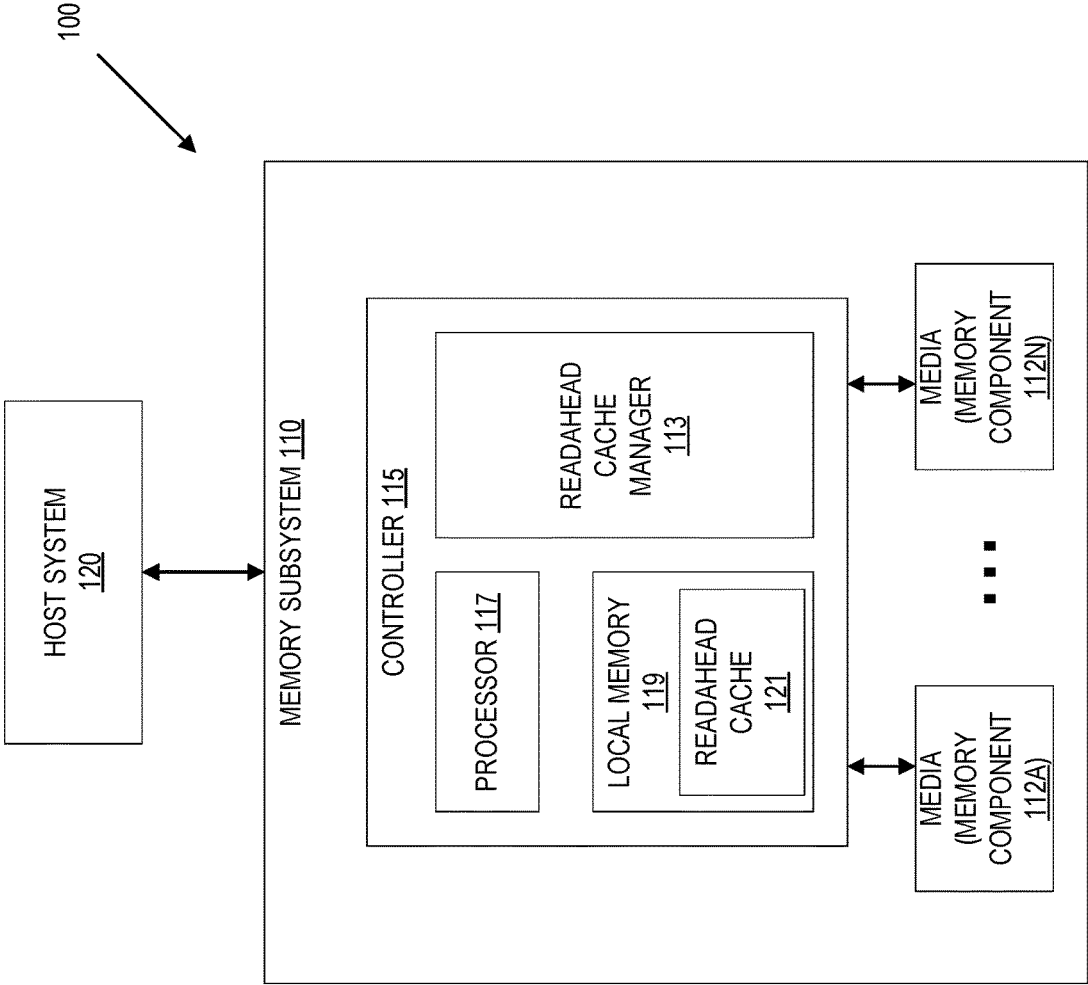 100
HOST SYSTEM
120
MEMORY SUBSYSTEM 110
CONTROLLER 115
PROCESSOR 117
LOCAL MEMORY
119
READAHEAD
CACHE
121
READAHEAD
CACHE
MANAGER
113
MEDIA
(MEMORY
COMPONENT
112A)
MEDIA
(MEMORY
COMPONENT
112N)